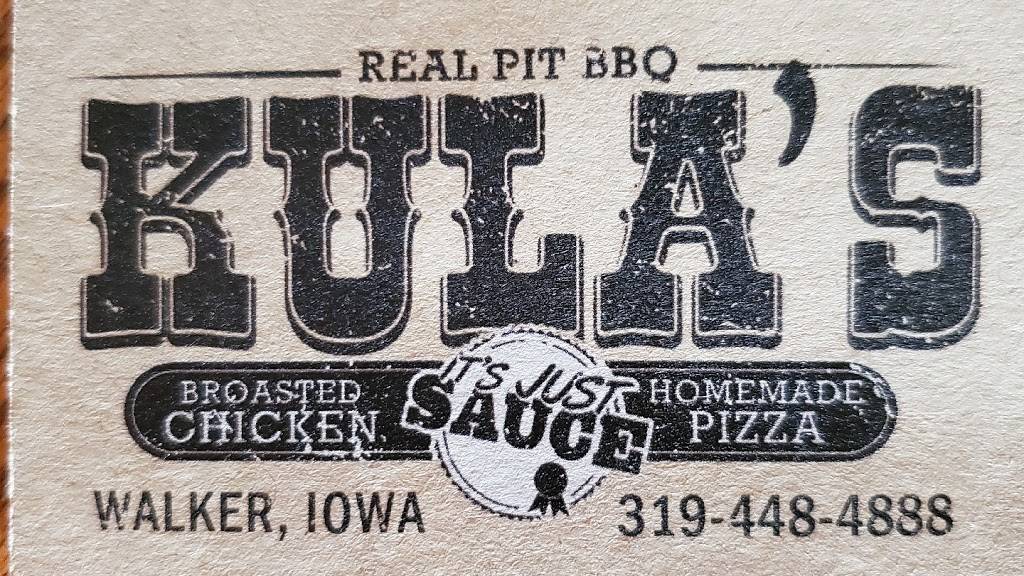 REAL PIT BBQ
KULA'S
BROASTED
CHICKEN
IT'S JUST
SAUCE
HOMEMADE
PIZZA
WALKER, IOWA
319-448-4888